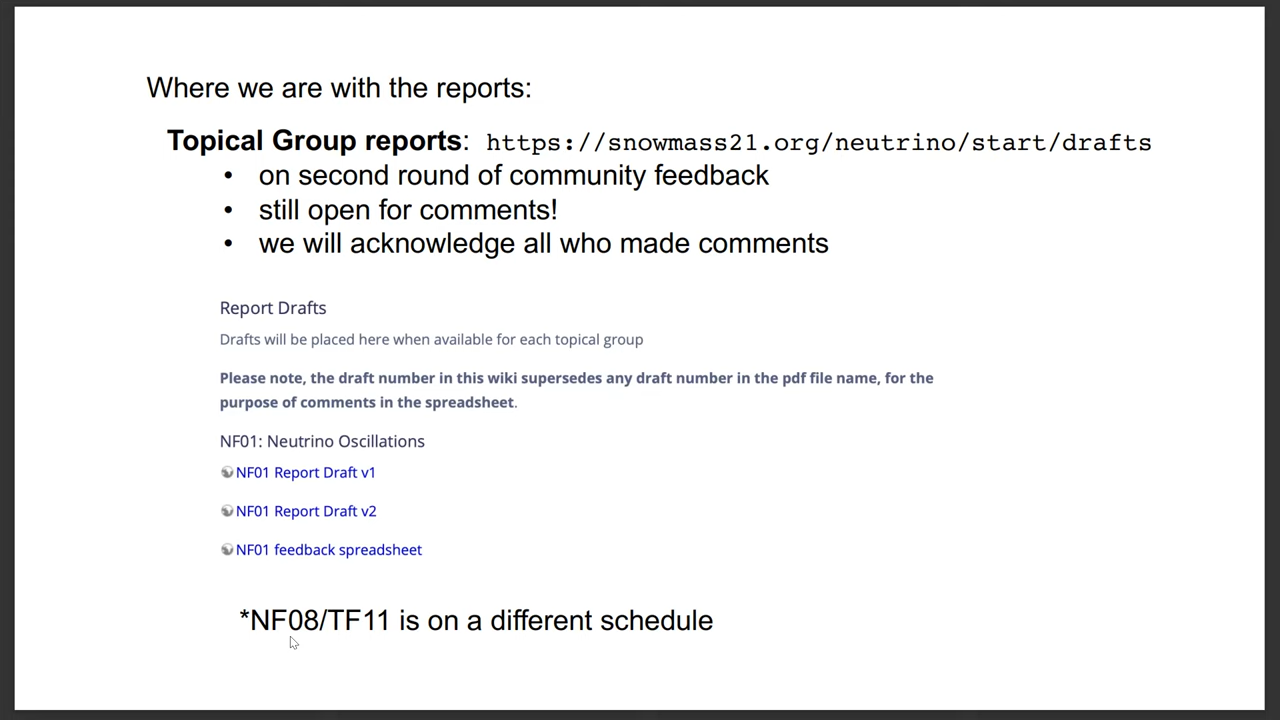 Where we are with the reports:
Topical Group reports: https://snowmass21.org/neutrino/start/drafts
• on second round of community feedback
• still open for comments!
• we will acknowledge all who made comments
Report Drafts
Drafts will be placed here when available for each topical group
Please note, the draft number in this wiki supersedes any draft number in the pdf file name, for the
purpose of comments in the spreadsheet.
NF01: Neutrino Oscillations
NF01 Report Draft v1
NF01 Report Draft v2
NF01 feedback spreadsheet
*NF08/TF11 is on a different schedule